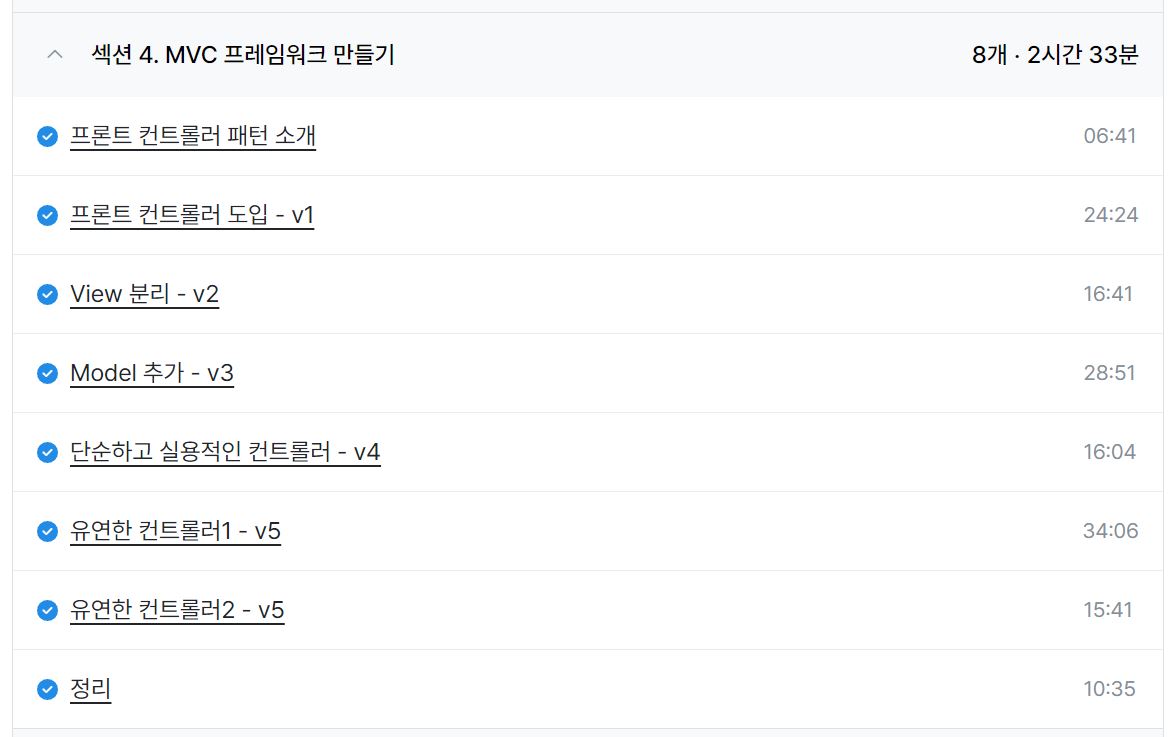 섹션 4. MVC 프레임워크 만들기 8개 · 2시간 33분
프론트 컨트롤러 패턴 소개 06:41
프론트 컨트롤러 도입 - v1 24:24
View 분리 - v2 16:41
Model 추가 - v3 28:51
단순하고 실용적인 컨트롤러 - v4 16:04
유연한 컨트롤러1 - v5 34:06
유연한 컨트롤러2 - v5 15:41
정리 10:35